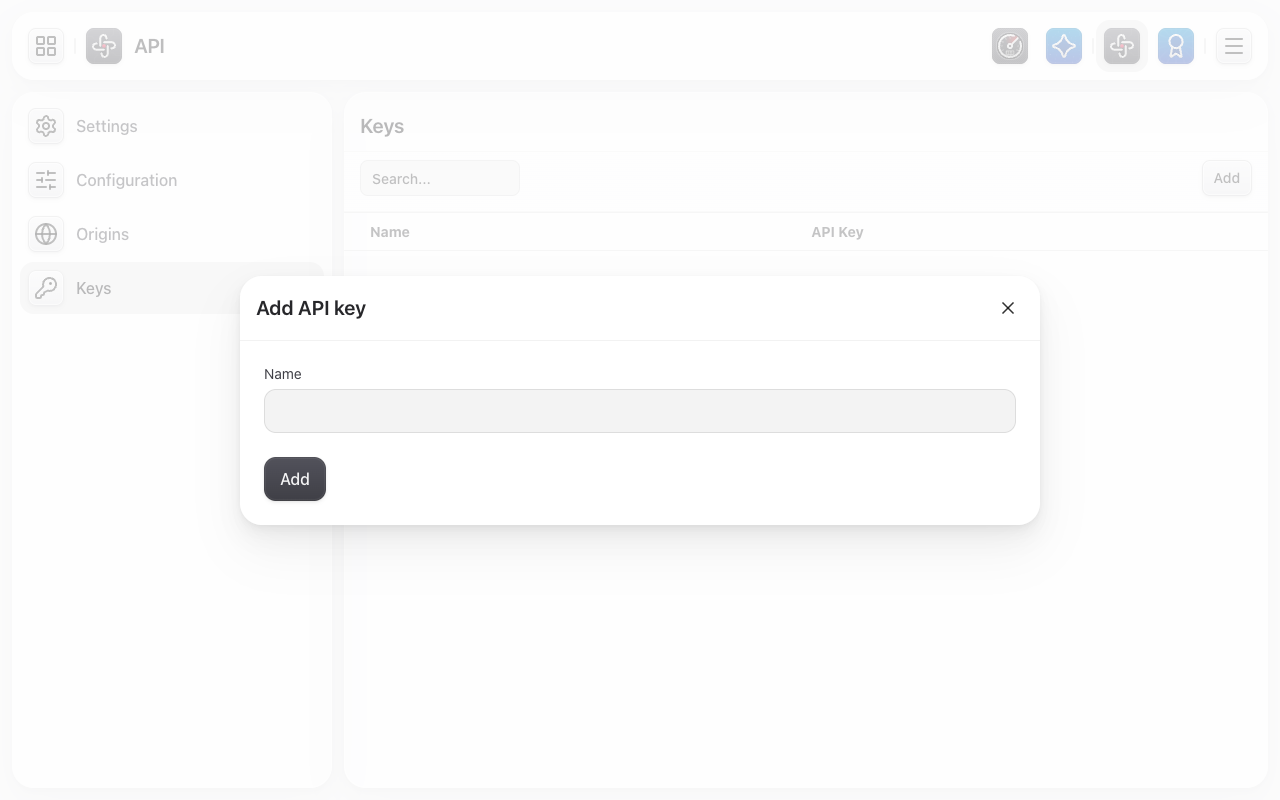 API
Settings
Configuration
Origins
Keys
Keys
Search...
Add
Name
API Key
Add API key
Name
Add